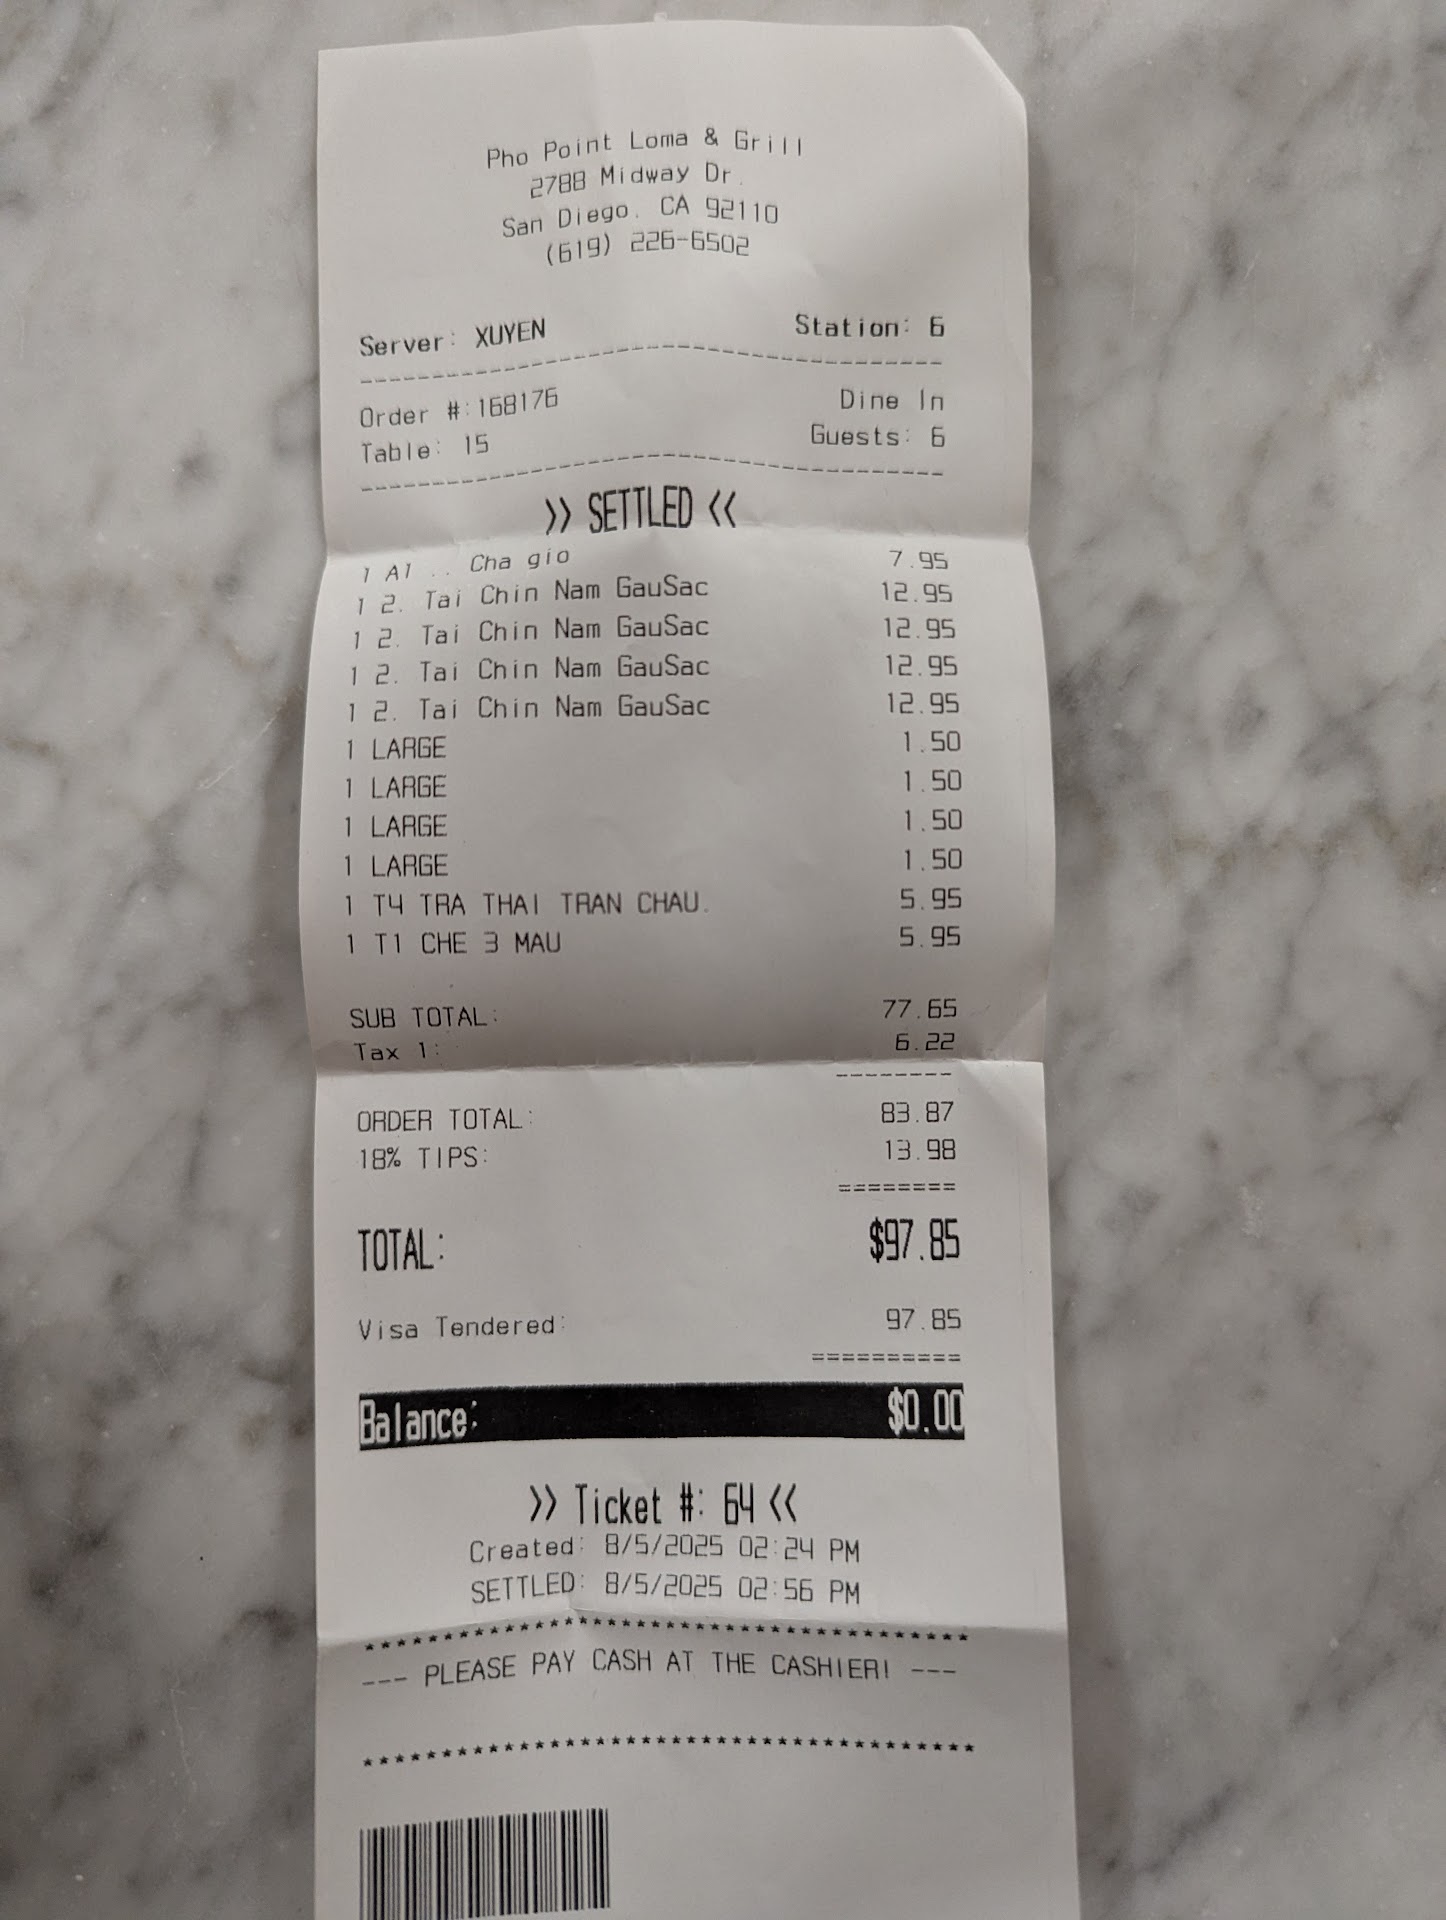 Pho Point Loma & Grill
2788 Midway Dr.
San Diego, CA 92110
(619) 226-6502
Server: XUYEN Station: 6
--------------------------------------
Order #:168176 Dine In
Table: 15 Guests: 6
--------------------------------------
>> SETTLED <<
1 A1 .. Cha gio 7.95
1 2. Tai Chin Nam GauSac 12.95
1 2. Tai Chin Nam GauSac 12.95
1 2. Tai Chin Nam GauSac 12.95
1 2. Tai Chin Nam GauSac 12.95
1 LARGE 1.50
1 LARGE 1.50
1 LARGE 1.50
1 LARGE 1.50
1 T4 TRA THAI TRAN CHAU. 5.95
1 T1 CHE 3 MAU 5.95
SUB TOTAL: 77.65
Tax 1: 6.22
--------
ORDER TOTAL: 83.87
18% TIPS: 13.98
========
TOTAL: $97.85
Visa Tendered: 97.85
==========
Balance: $0.00
>> Ticket #: 64 <<
Created: 8/5/2025 02:24 PM
SETTLED: 8/5/2025 02:56 PM
***************************************
--- PLEASE PAY CASH AT THE CASHIER! ---
***************************************